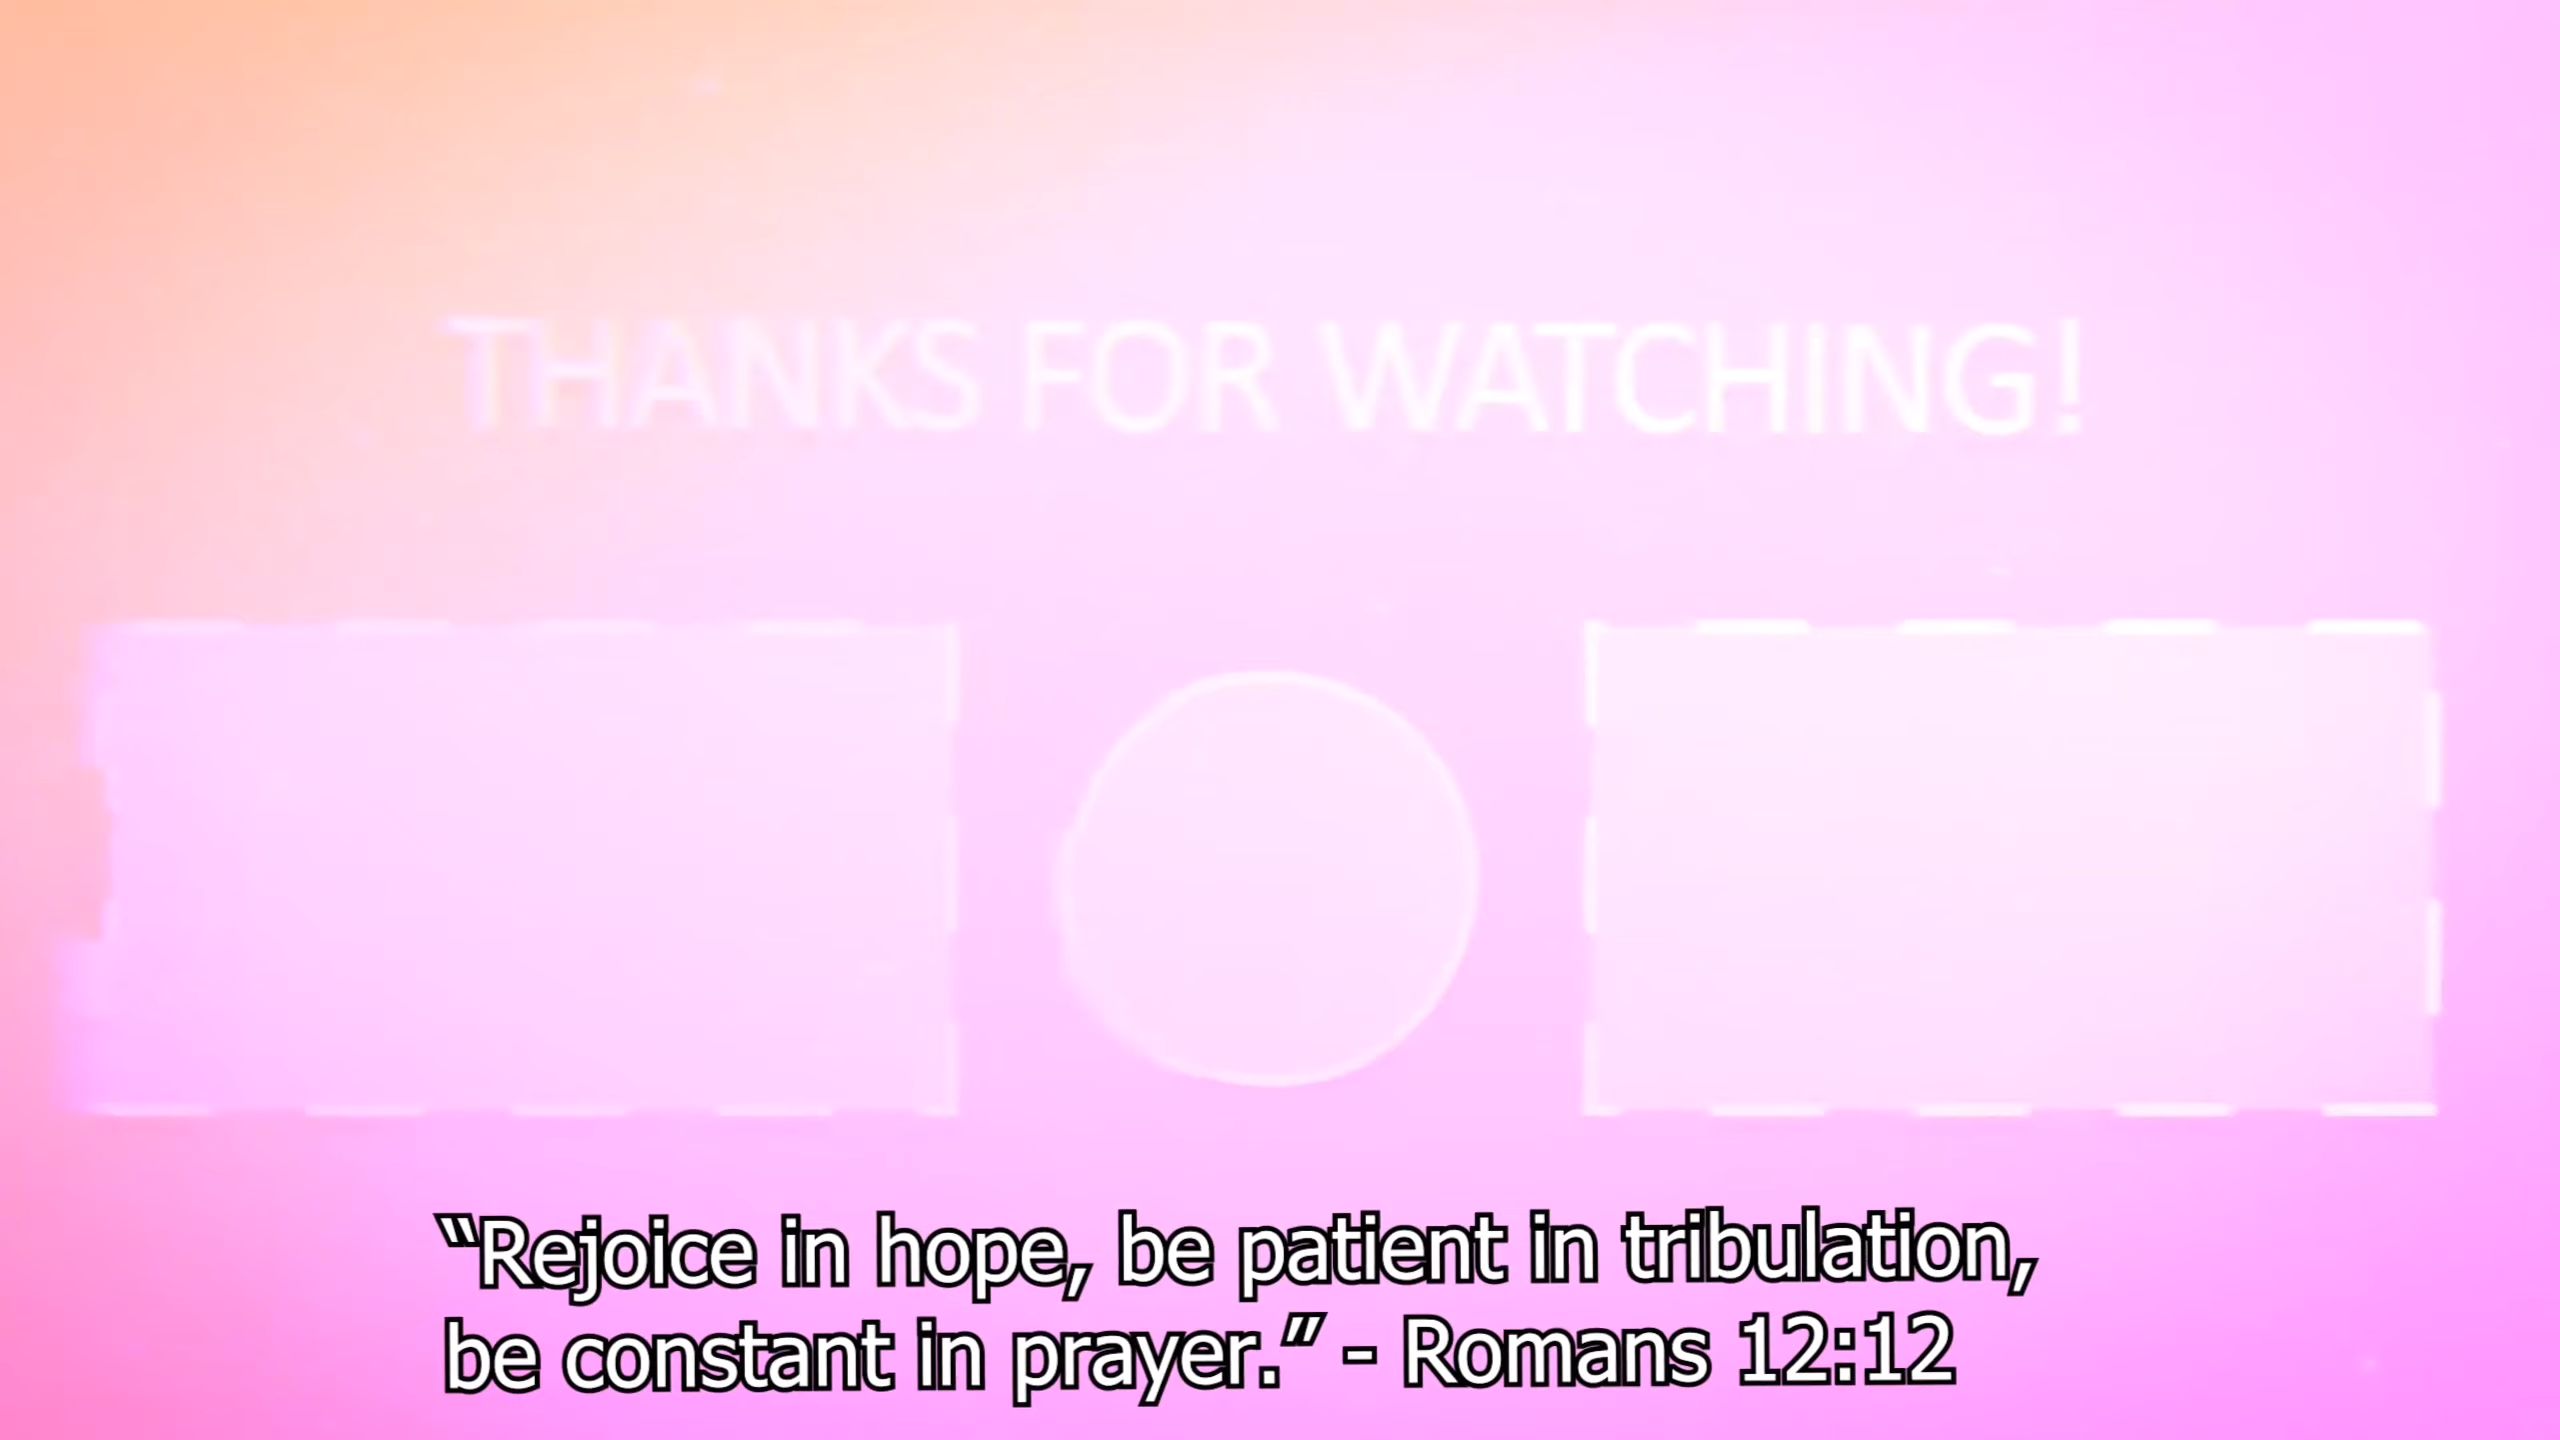 THANKS FOR WATCHING!
“Rejoice in hope, be patient in tribulation,
be constant in prayer.” - Romans 12:12